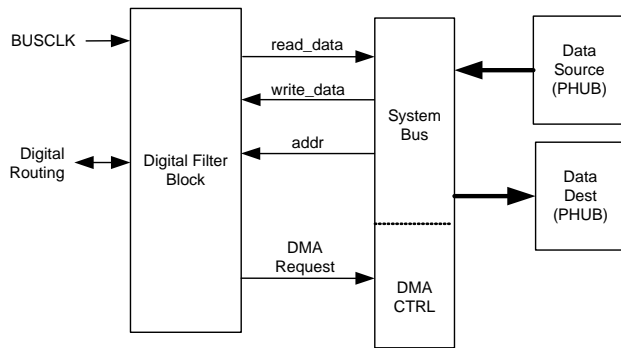 BUSCLK
Digital
Routing
Digital Filter
Block
read_data
write_data
addr
DMA
Request
System
Bus
DMA
CTRL
Data
Source
(PHUB)
Data
Dest
(PHUB)